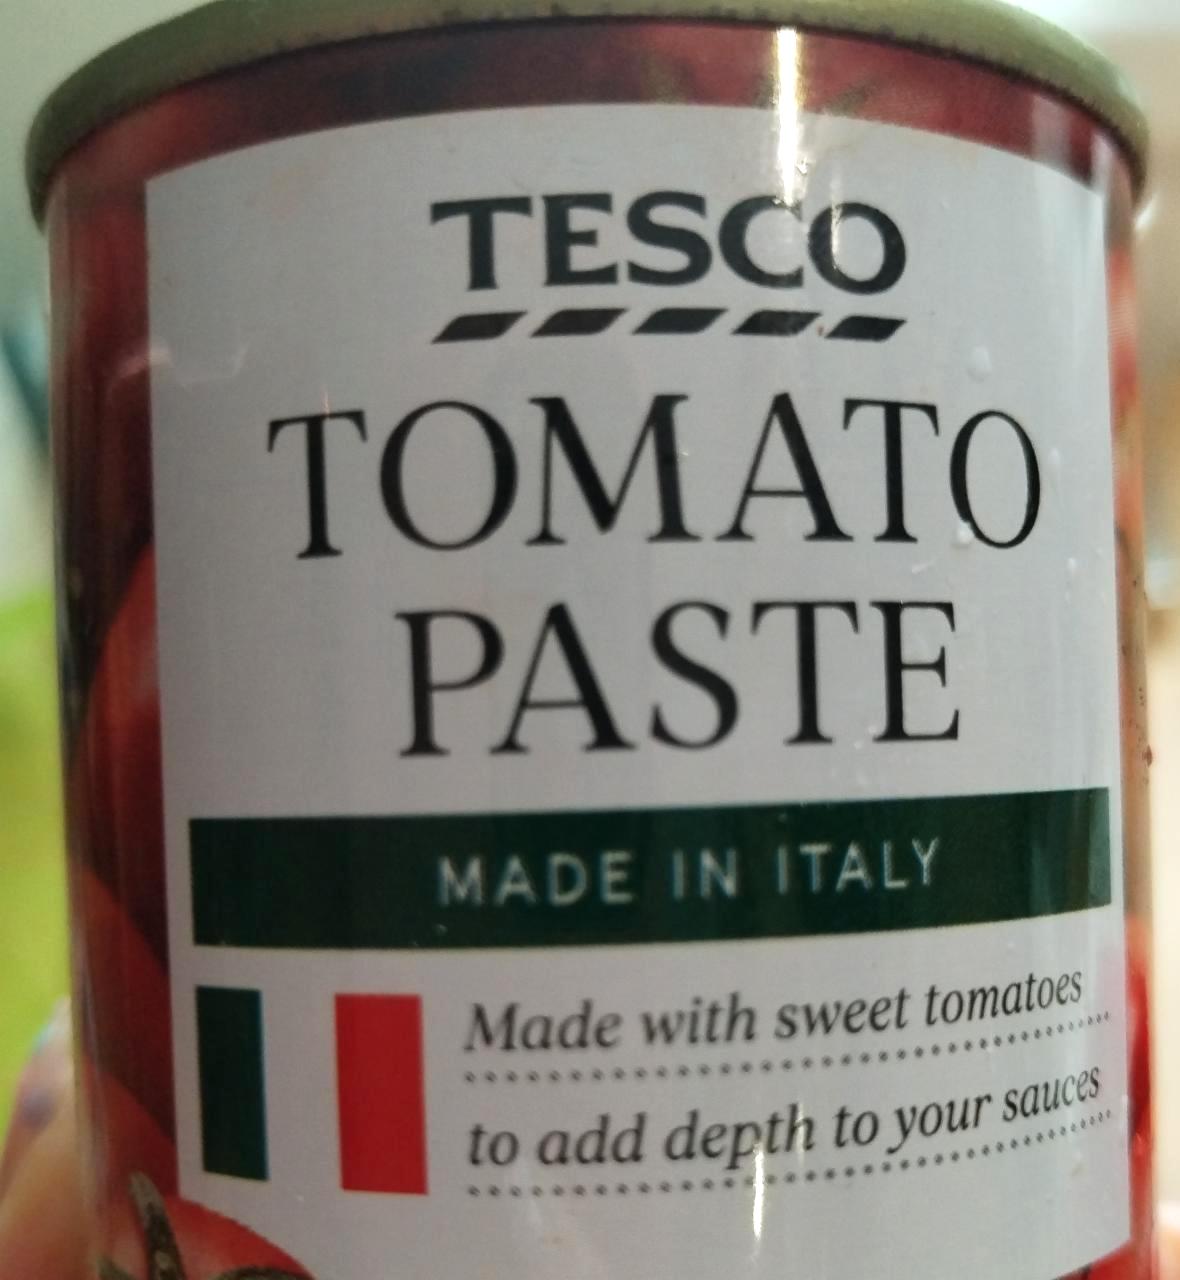 TESCO
TOMATO
PASTE
MADE IN ITALY
Made with sweet tomatoes
to add depth to your sauces